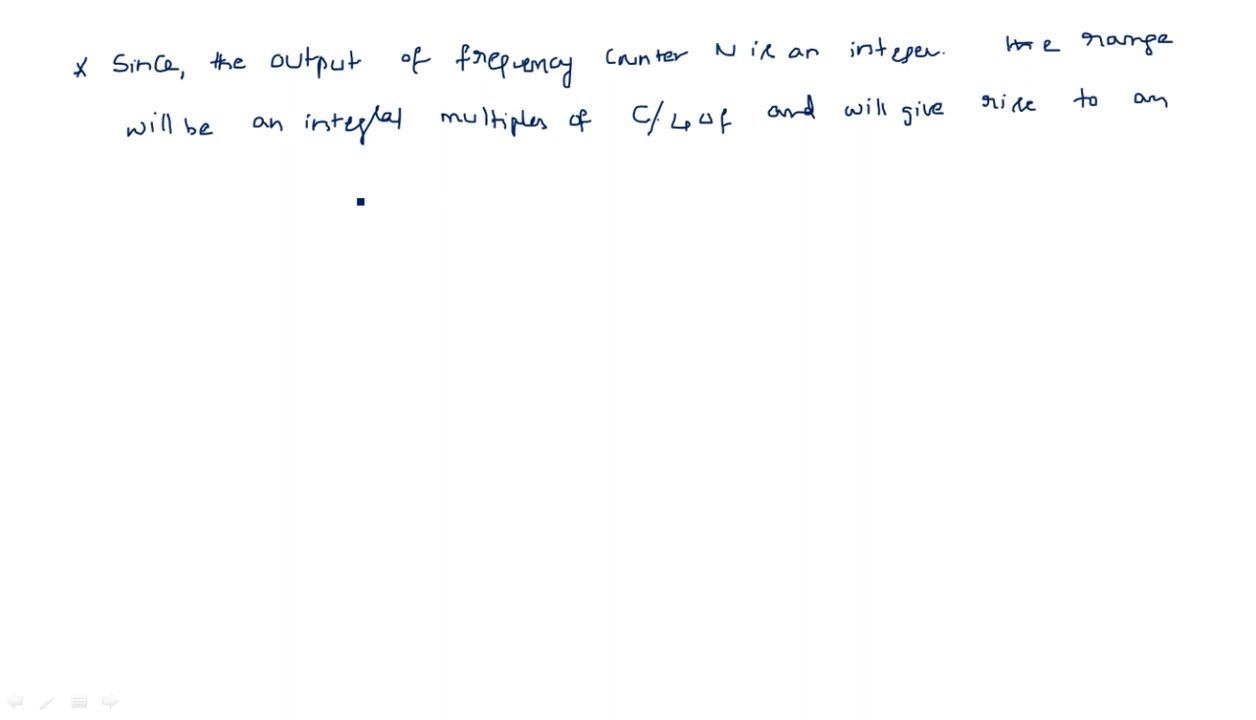 * Since, the output of frequency counter N is an integer. the range
will be an integral multiples of C/4Δf and will give rise to an